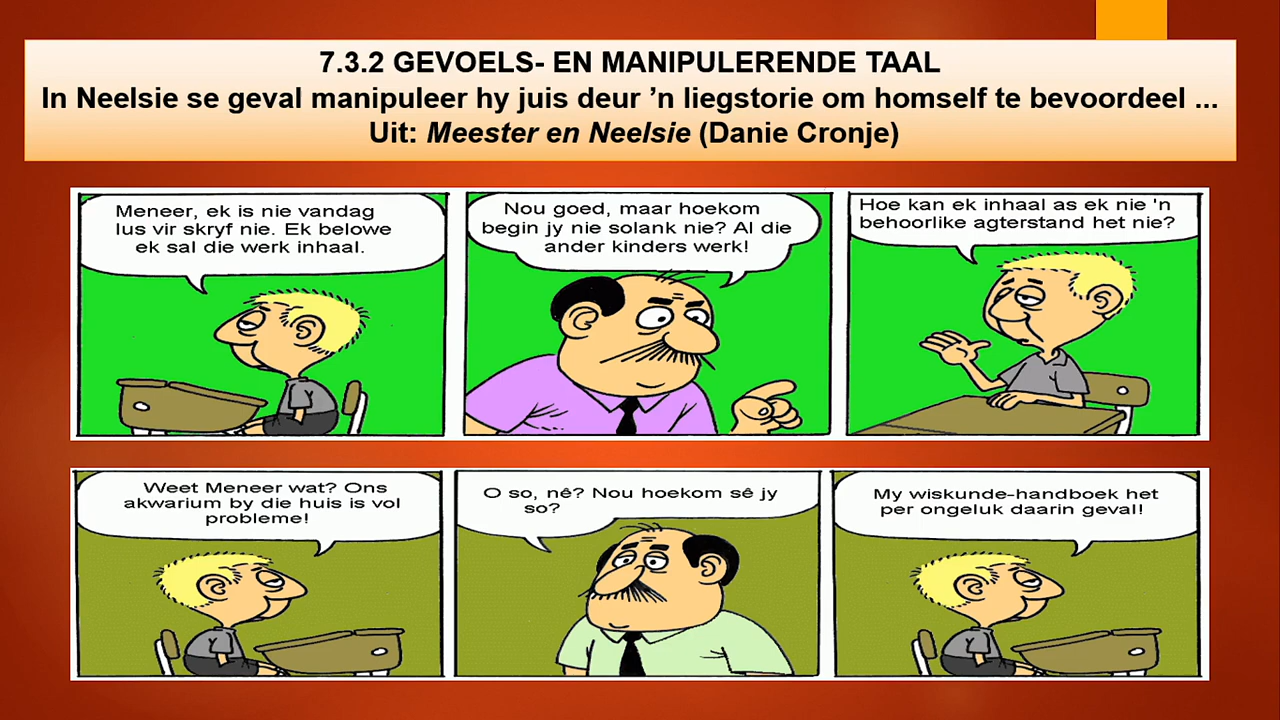 7.3.2 GEVOELS- EN MANIPULERENDE TAAL
In Neelsie se geval manipuleer hy juis deur ’n liegstorie om homself te bevoordeel ...
Uit: Meester en Neelsie (Danie Cronje)
Meneer, ek is nie vandag
lus vir skryf nie. Ek belowe
ek sal die werk inhaal.
Nou goed, maar hoekom
begin jy nie solank nie? Al die
ander kinders werk!
Hoe kan ek inhaal as ek nie 'n
behoorlike agterstand het nie?
Weet Meneer wat? Ons
akwarium by die huis is vol
probleme!
O so, nê? Nou hoekom sê jy
so?
My wiskunde-handboek het
per ongeluk daarin geval!